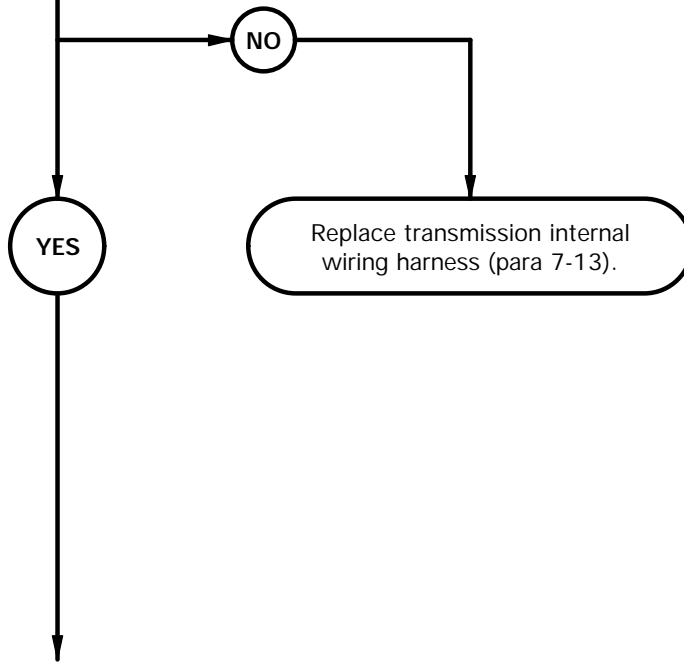 NO
YES
Replace transmission internal
wiring harness (para 7-13).